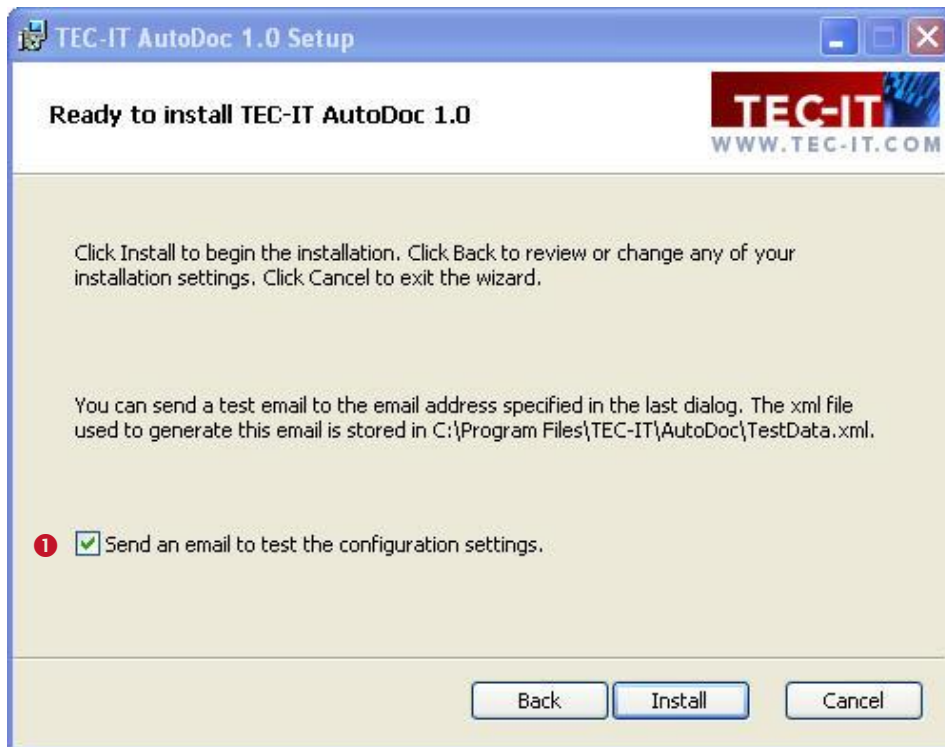 TEC-IT AutoDoc 1.0 Setup
Ready to install TEC-IT AutoDoc 1.0
TEC-IT
WWW.TEC-IT.COM
Click Install to begin the installation. Click Back to review or change any of your
installation settings. Click Cancel to exit the wizard.
You can send a test email to the email address specified in the last dialog. The xml file
used to generate this email is stored in C:\Program Files\TEC-IT\AutoDoc\TestData.xml.
1 Send an email to test the configuration settings.
Back Install Cancel